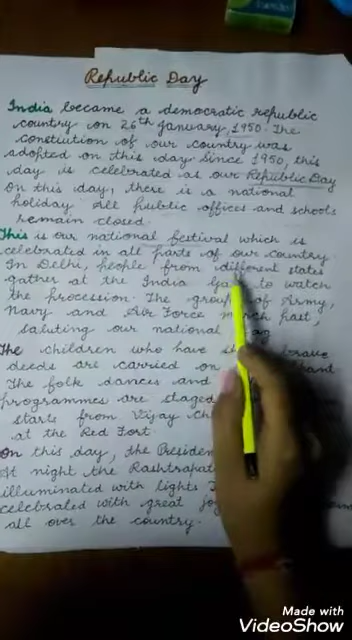 Republic Day
India became a democratic republic
country on 26th January, 1950. The
constiution of our country was
adopted on this day. Since 1950, this
day is celebrated as our Republic Day
on this day, there is a national
holiday. All public offices and schools
remain closed.
This is our national festival which is
celebrated in all parts of our country.
In Delhi, people from different states
gather at the India to watch
the procession. The of Army,
Navy and Air Force march past,
saluting our national
The children who have brave
deeds are carried on
The folk dances and
programmes are staged
starts from Vijay
at the Red Fort.
On this day, the
At night the
illuminated with lights
celebrated with great
all over the country.
Made with
VideoShow